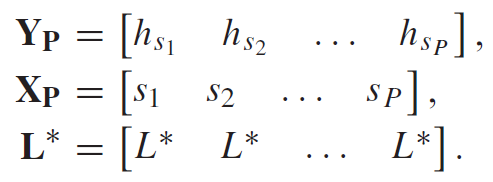 Y_P = [h_{s_1} h_{s_2} ... h_{s_P}],
X_P = [s_1 s_2 ... s_P],
L* = [L* L* ... L*].